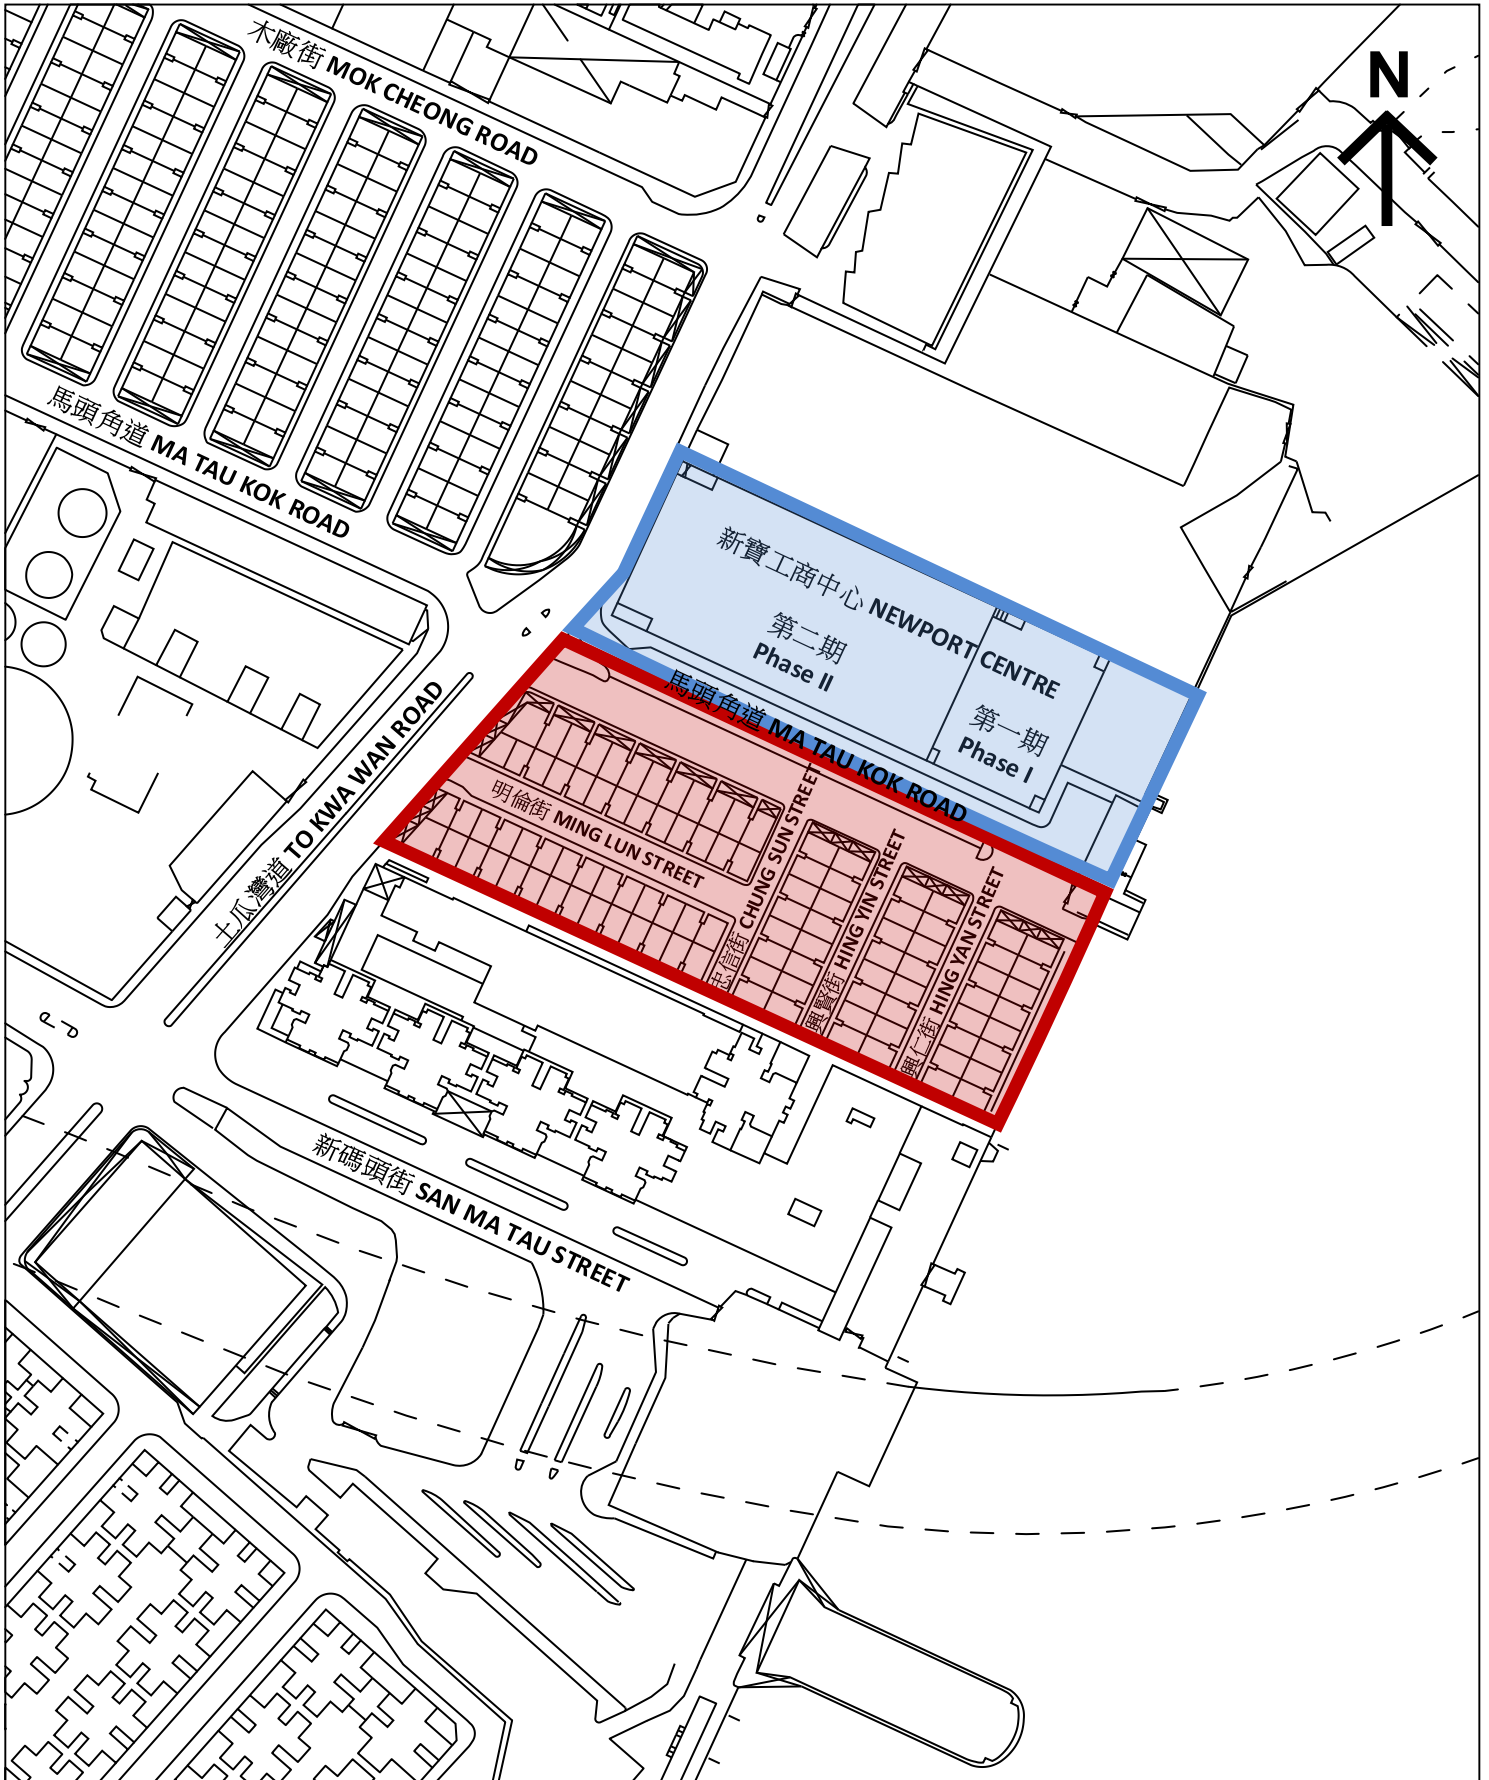 木廠街 MOK CHEONG ROAD
N
馬頭角道 MA TAU KOK ROAD
新寶工商中心 NEWPORT CENTRE
第二期
Phase II
第一期
Phase I
馬頭角道 MA TAU KOK ROAD
土瓜灣道 TO KWA WAN ROAD
明倫街 MING LUN STREET
忠信街 CHUNG SUN STREET
興賢街 HING YIN STREET
興仁街 HING YAN STREET
新碼頭街 SAN MA TAU STREET